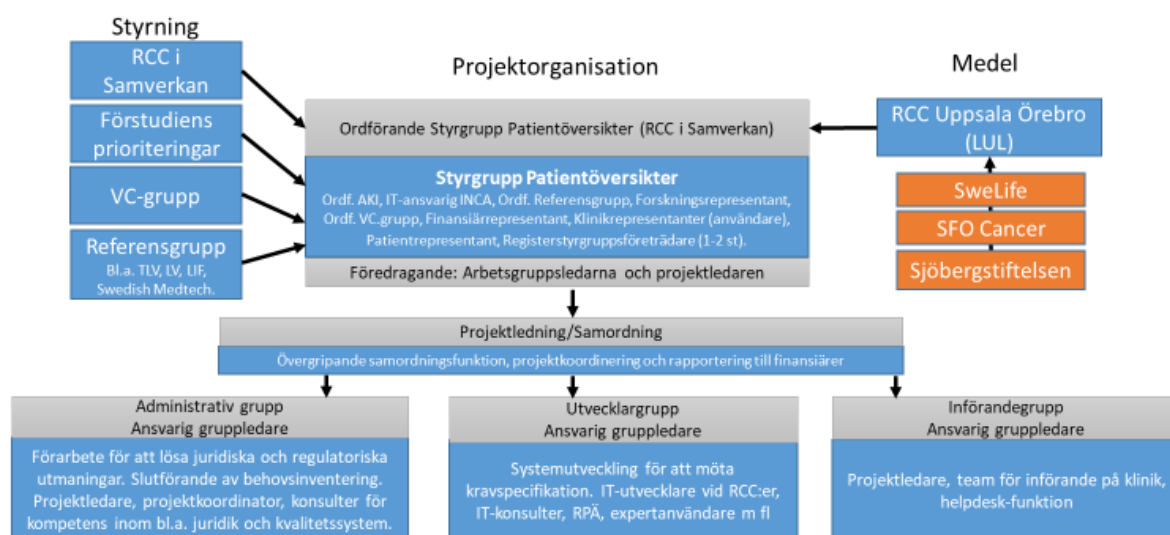 Styrning
RCC i
Samverkan
Förstudiens
prioriteringar
VC-grupp
Referensgrupp
Bl.a. TLV, LV, LIF,
Swedish Medtech.
Projektorganisation
Ordförande Styrgrupp Patientöversikter (RCC i Samverkan)
Styrgrupp Patientöversikter
Ordf. AKI, IT-ansvarig INCA, Ordf. Referensgrupp, Forskningsrepresentant,
Ordf. VC.grupp, Finansiärrepresentant, Klinikrepresentanter (användare),
Patientrepresentant, Registerstyrgruppsföreträdare (1-2 st).
Föredragande: Arbetsgruppsledarna och projektledaren
Medel
RCC Uppsala Örebro
(LUL)
SweLife
SFO Cancer
Sjöbergstiftelsen
Projektledning/Samordning
Övergripande samordningsfunktion, projektkoordinering och rapportering till finansiärer
Administrativ grupp
Ansvarig gruppledare
Förarbete för att lösa juridiska och regulatoriska
utmaningar. Slutförande av behovsinventering.
Projektledare, projektkoordinator, konsulter för
kompetens inom bl.a. juridik och kvalitetssystem.
Utvecklargrupp
Ansvarig gruppledare
Systemutveckling för att möta
kravspecifikation. IT-utvecklare vid RCC:er,
IT-konsulter, RPÄ, expertanvändare m fl
Införandegrupp
Ansvarig gruppledare
Projektledare, team för införande på klinik,
helpdesk-funktion